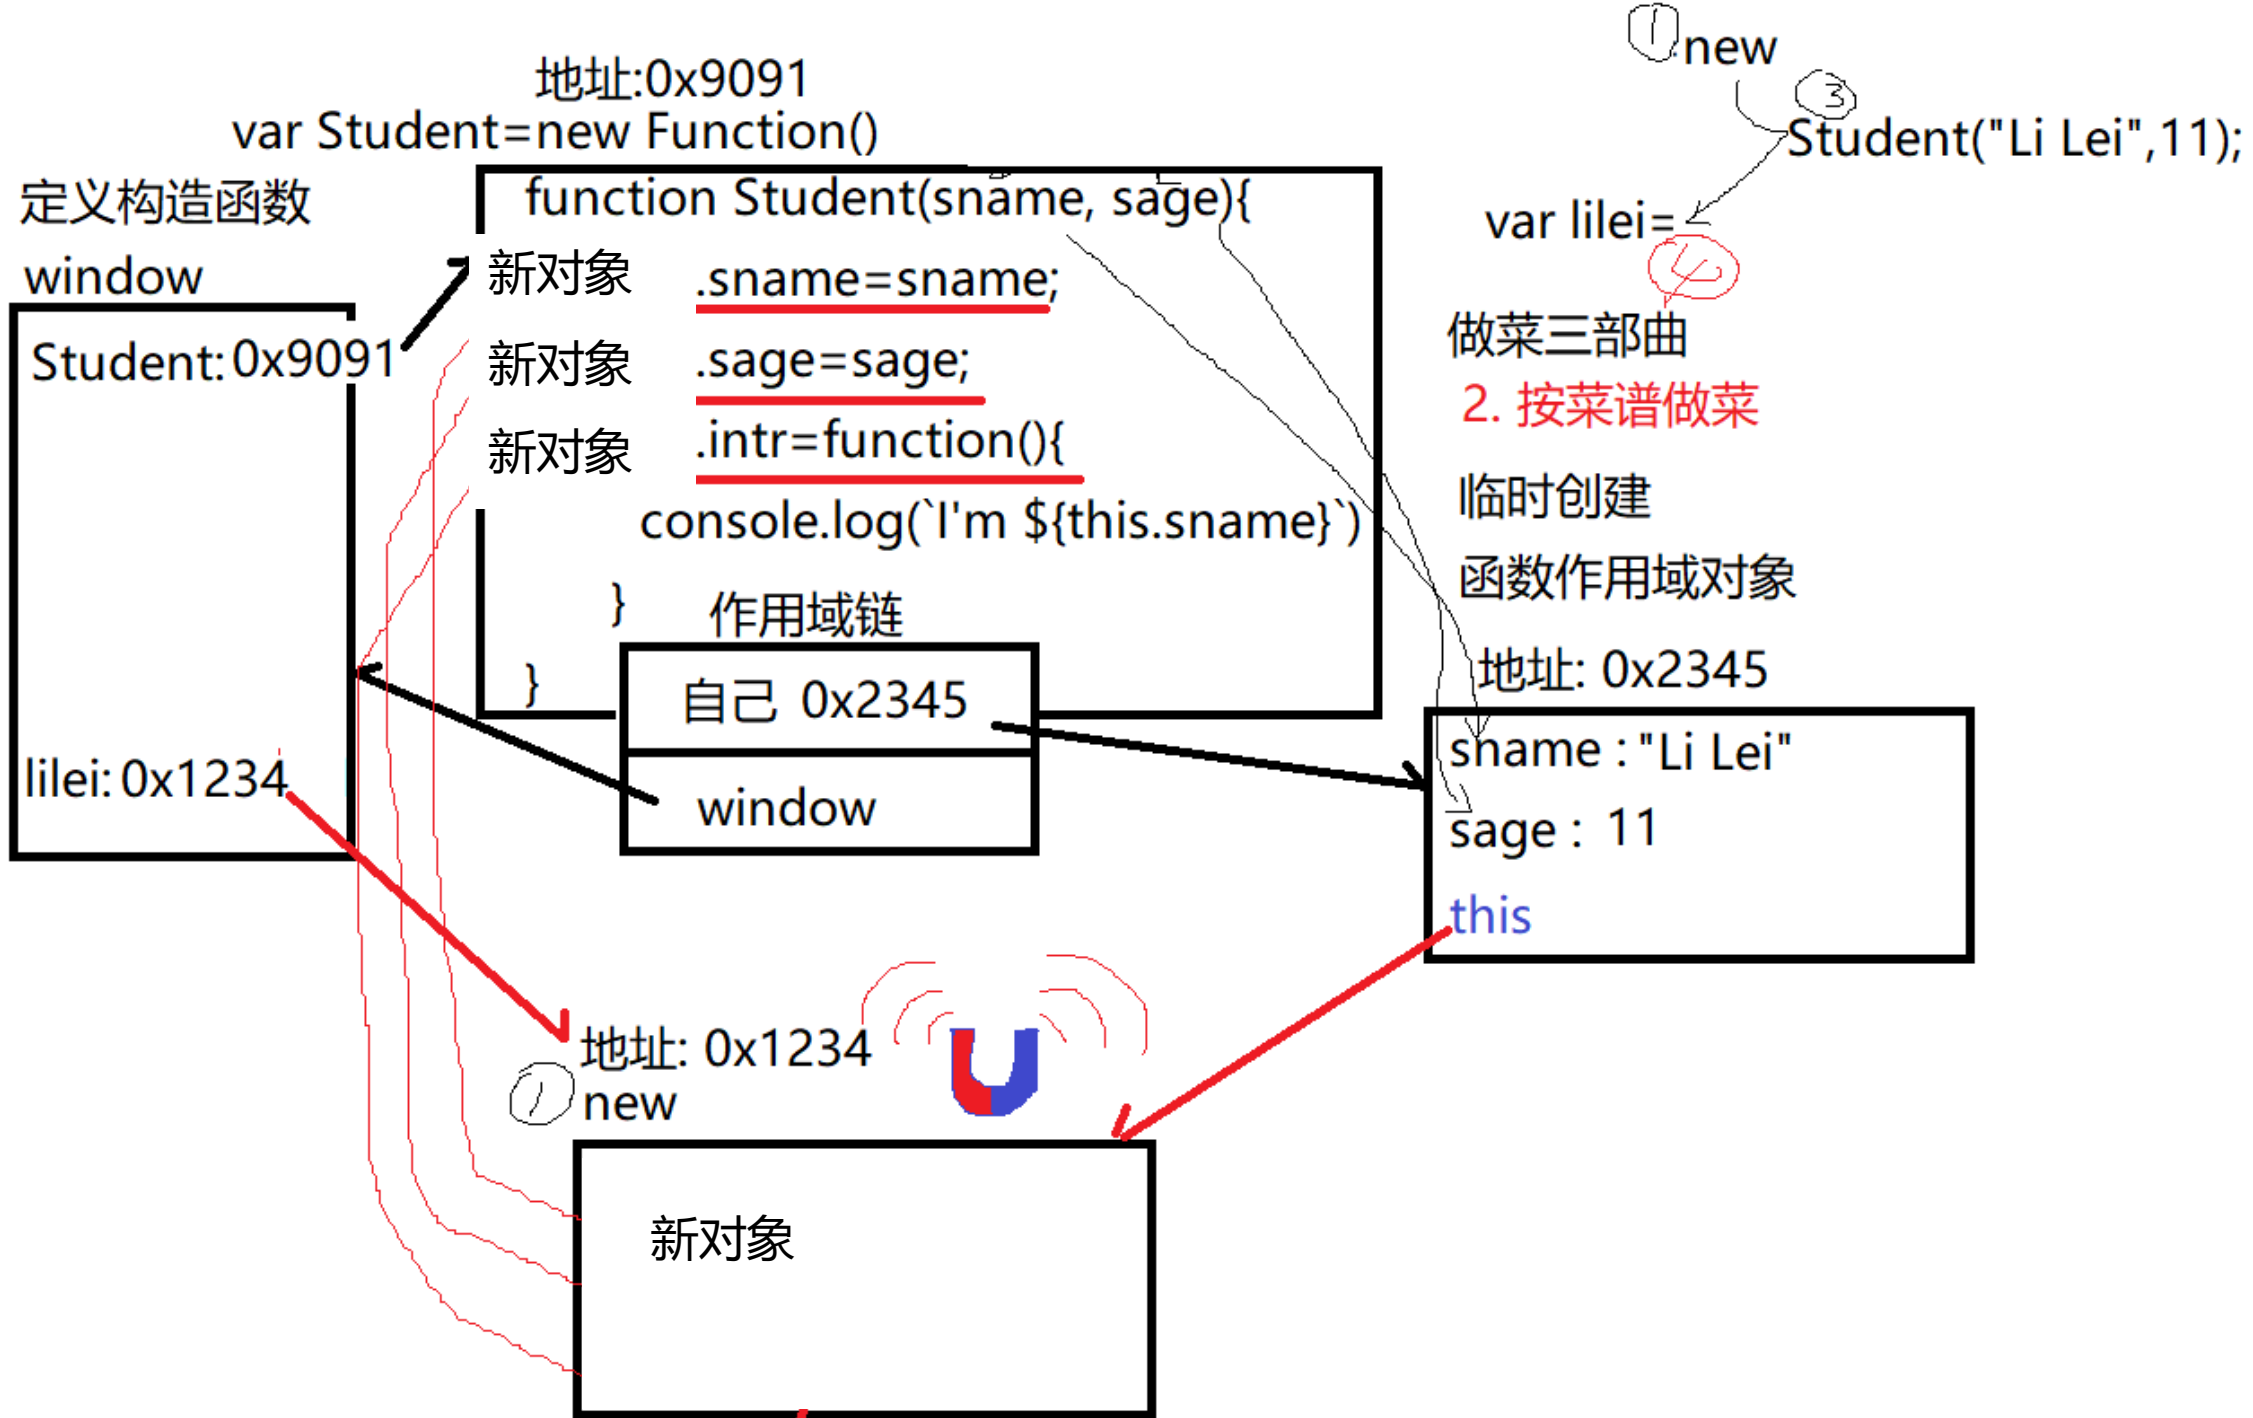 地址:0x9091
var Student=new Function()
定义构造函数
window
Student: 0x9091
lilei: 0x1234
function Student(sname, sage){
新对象 .sname=sname;
新对象 .sage=sage;
新对象 .intr=function(){
console.log(`I'm ${this.sname}`)
}
}
作用域链
自己 0x2345
window
① new
③
Student("Li Lei",11);
var lilei=
④
做菜三部曲
2. 按菜谱做菜
临时创建
函数作用域对象
地址: 0x2345
sname : "Li Lei"
sage : 11
this
地址: 0x1234
① new
新对象